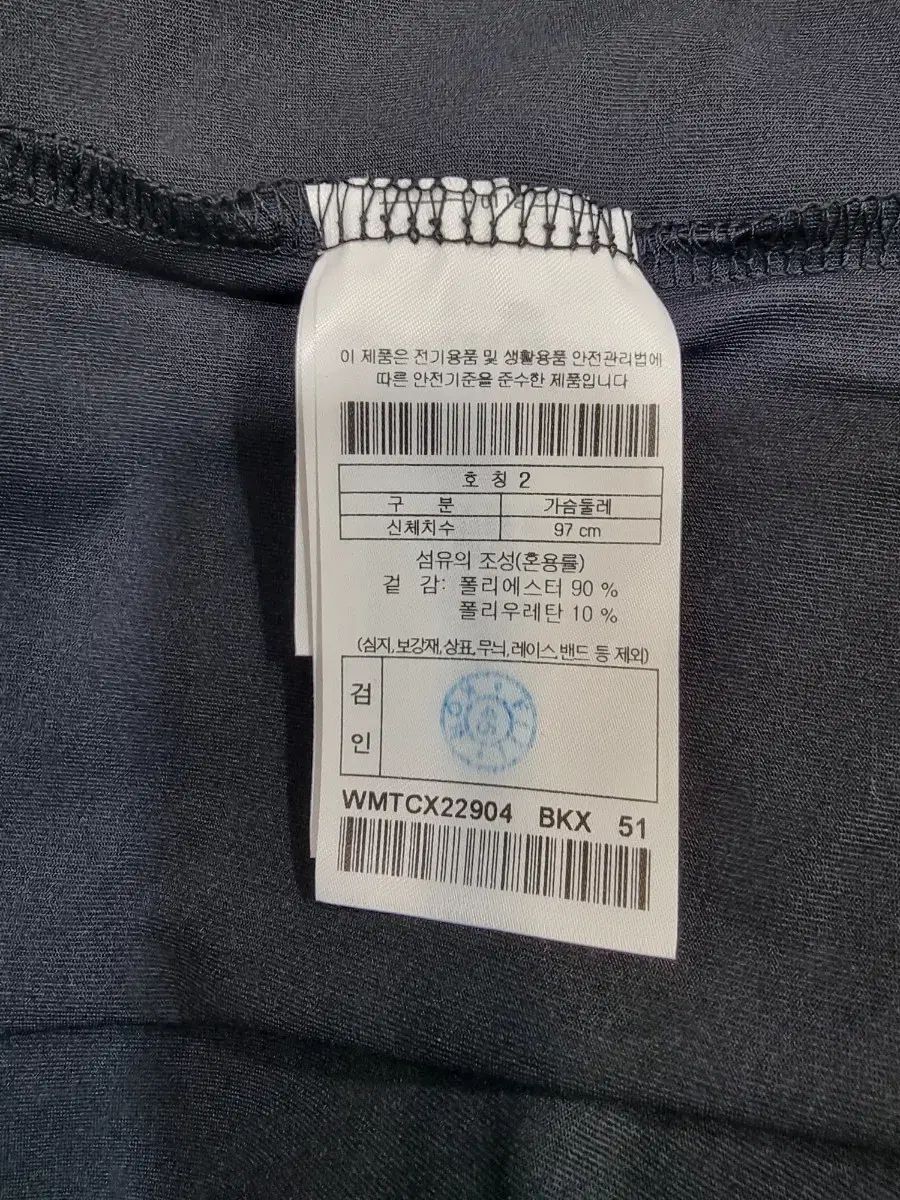 이 제품은 전기용품 및 생활용품 안전관리법에
따른 안전기준을 준수한 제품입니다
호 칭 2
구 분 가슴둘레
신체치수 97 cm
섬유의 조성(혼용률)
겉 감: 폴리에스터 90 %
폴리우레탄 10 %
(심지, 보강재, 상표, 무늬, 레이스, 밴드 등 제외)
검
인
WMTCX22904 BKX 51